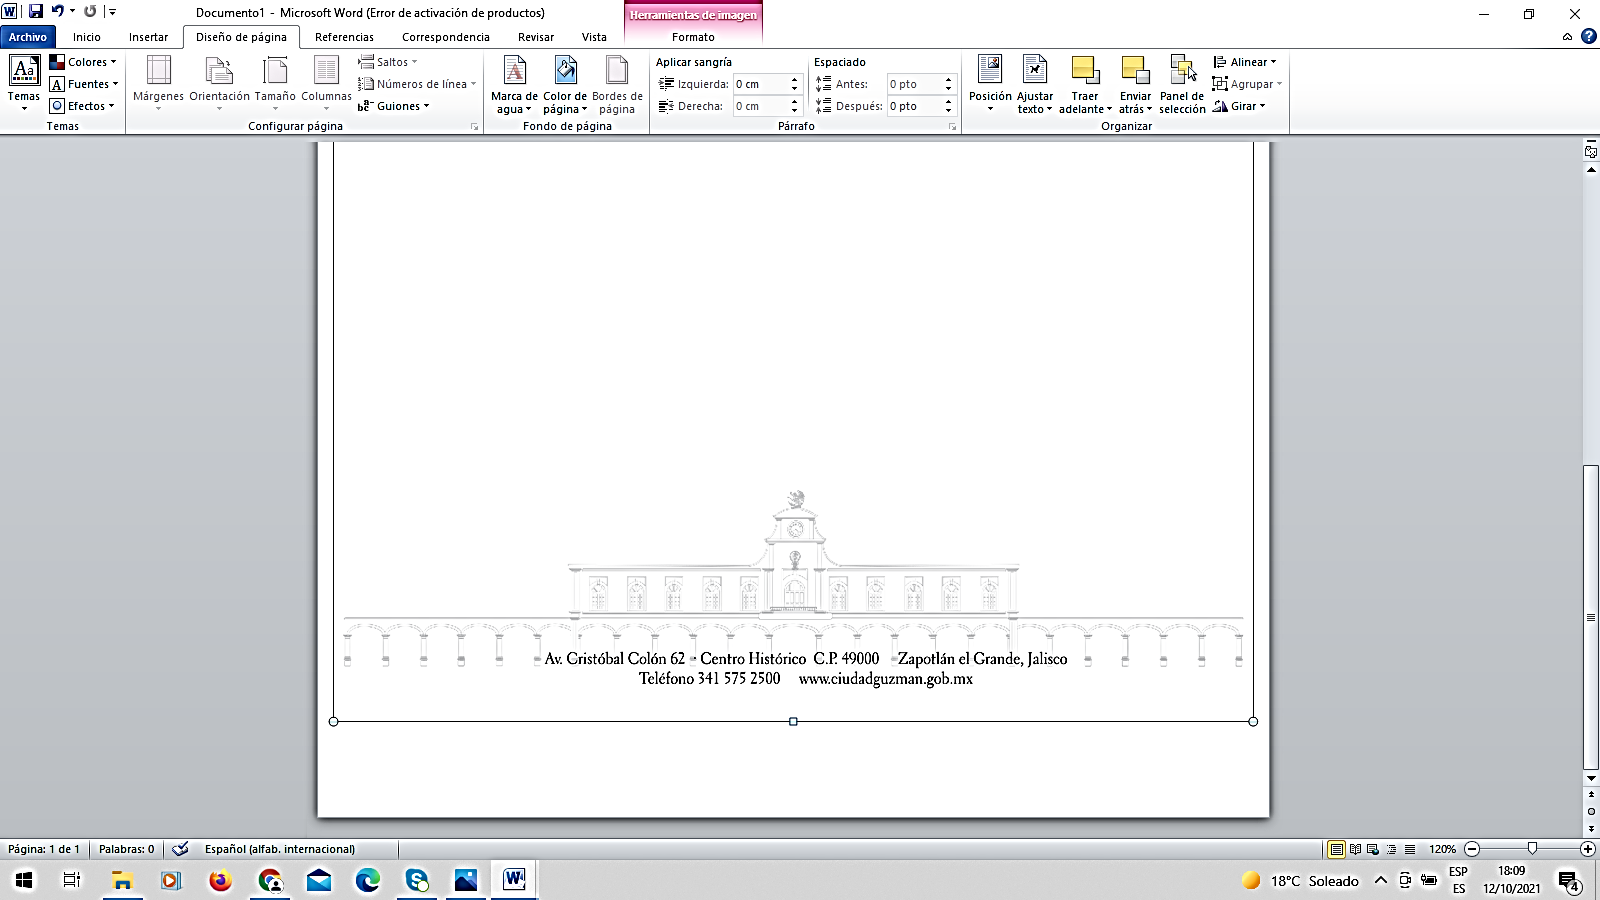 Documento1 - Microsoft Word (Error de activación de productos)
Herramientas de imagen
Archivo Inicio Insertar Diseño de página Referencias Correspondencia Revisar Vista Formato
Temas
Colores
Fuentes
Efectos
Temas
Márgenes
Orientación
Tamaño
Columnas
Saltos
Números de línea
Guiones
Configurar página
Marca de agua
Color de página
Bordes de página
Fondo de página
Aplicar sangría
Izquierda: 0 cm
Derecha: 0 cm
Espaciado
Antes: 0 pto
Después: 0 pto
Párrafo
Posición
Ajustar texto
Traer adelante
Enviar atrás
Panel de selección
Alinear
Agrupar
Girar
Organizar
Av. Cristóbal Colón 62 - Centro Histórico C.P. 49000 Zapotlán el Grande, Jalisco
Teléfono 341 575 2500 www.ciudadguzman.gob.mx
Página: 1 de 1 Palabras: 0 Español (alfab. internacional) 120%
18°C Soleado ESP ES 18:09 12/10/2021 4